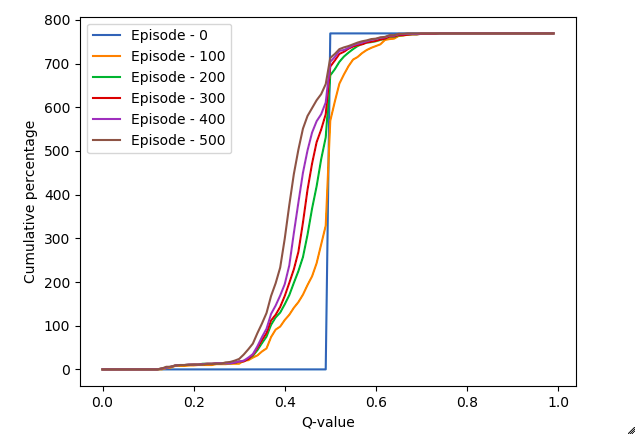 800
700
600
500
400
300
200
100
0
Cumulative percentage
Episode - 0
Episode - 100
Episode - 200
Episode - 300
Episode - 400
Episode - 500
0.0 0.2 0.4 0.6 0.8 1.0
Q-value